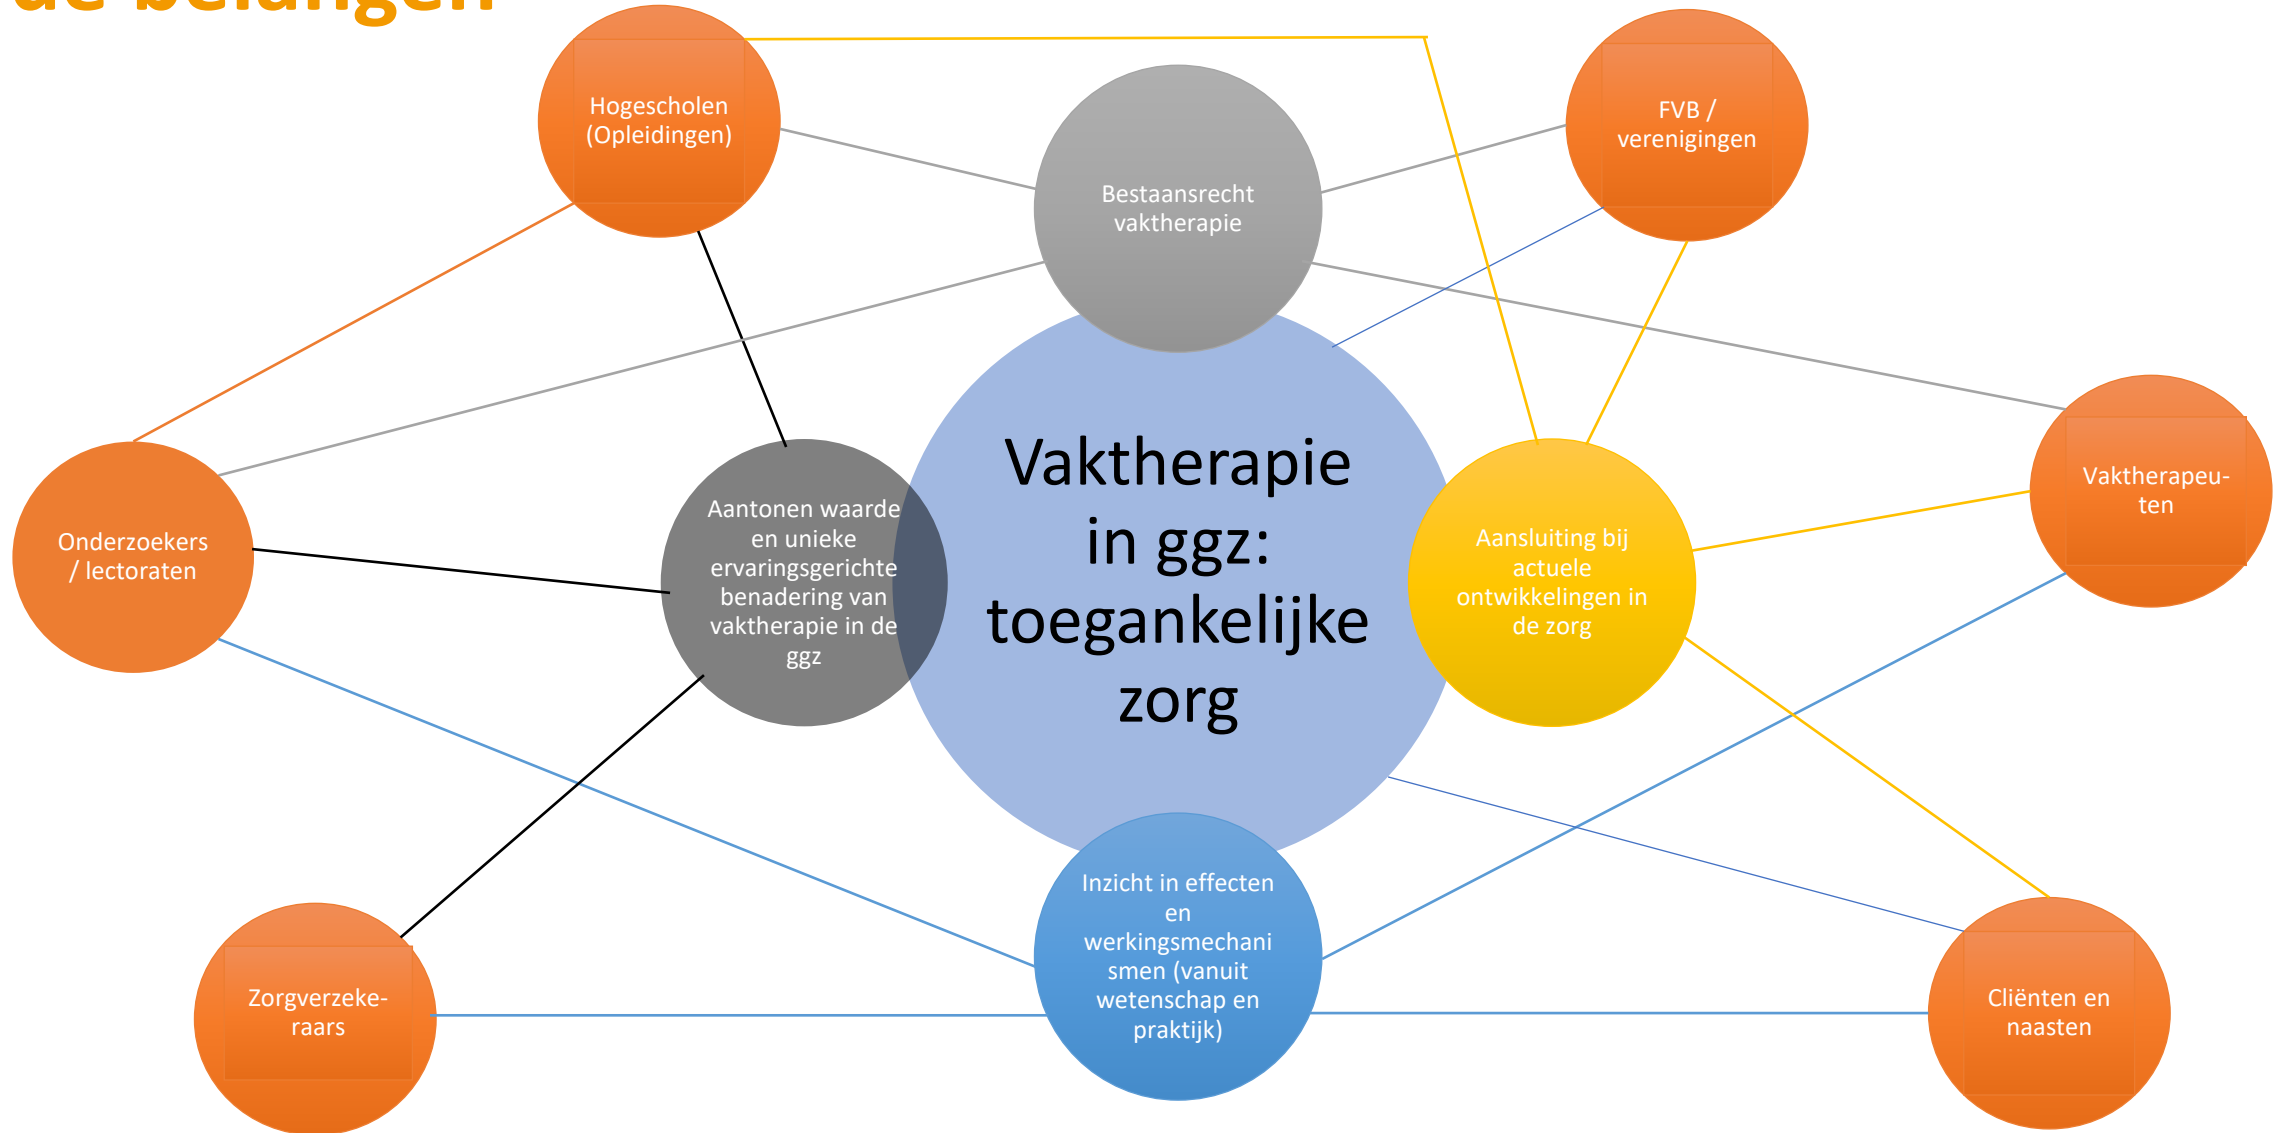 de belangen
Hogescholen
(Opleidingen)
FVB /
verenigingen
Bestaansrecht
vaktherapie
Vaktherapeu-
ten
Onderzoekers
/ lectoraten
Aantonen waarde
en unieke
ervaringsgerichte
benadering van
vaktherapie in de
ggz
Vaktherapie
in ggz:
toegankelijke
zorg
Aansluiting bij
actuele
ontwikkelingen in
de zorg
Inzicht in effecten
en
werkingsmechani
smen (vanuit
wetenschap en
praktijk)
Zorgverzeke-
raars
Cliënten en
naasten